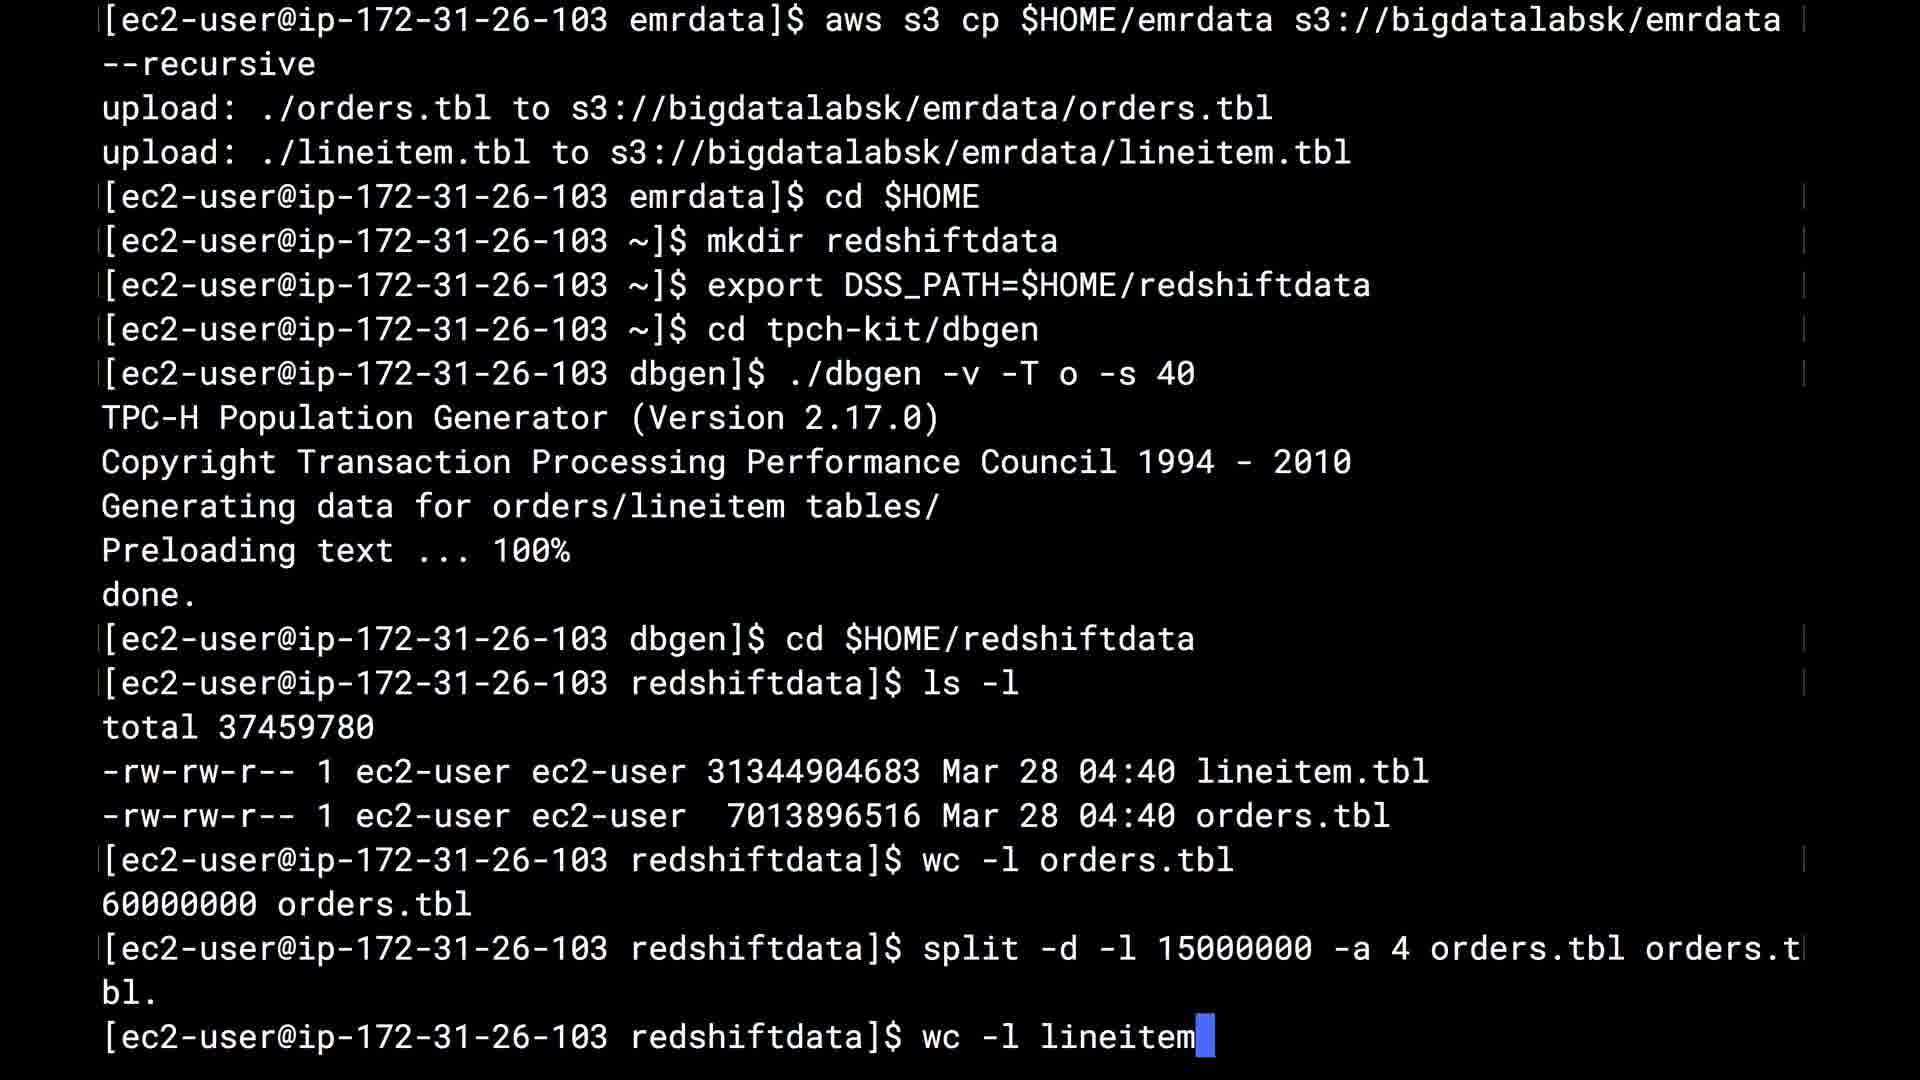 [ec2-user@ip-172-31-26-103 emrdata]$ aws s3 cp $HOME/emrdata s3://bigdatalabsk/emrdata
--recursive
upload: ./orders.tbl to s3://bigdatalabsk/emrdata/orders.tbl
upload: ./lineitem.tbl to s3://bigdatalabsk/emrdata/lineitem.tbl
[ec2-user@ip-172-31-26-103 emrdata]$ cd $HOME
[ec2-user@ip-172-31-26-103 ~]$ mkdir redshiftdata
[ec2-user@ip-172-31-26-103 ~]$ export DSS_PATH=$HOME/redshiftdata
[ec2-user@ip-172-31-26-103 ~]$ cd tpch-kit/dbgen
[ec2-user@ip-172-31-26-103 dbgen]$ ./dbgen -v -T o -s 40
TPC-H Population Generator (Version 2.17.0)
Copyright Transaction Processing Performance Council 1994 - 2010
Generating data for orders/lineitem tables/
Preloading text ... 100%
done.
[ec2-user@ip-172-31-26-103 dbgen]$ cd $HOME/redshiftdata
[ec2-user@ip-172-31-26-103 redshiftdata]$ ls -l
total 37459780
-rw-rw-r-- 1 ec2-user ec2-user 31344904683 Mar 28 04:40 lineitem.tbl
-rw-rw-r-- 1 ec2-user ec2-user  7013896516 Mar 28 04:40 orders.tbl
[ec2-user@ip-172-31-26-103 redshiftdata]$ wc -l orders.tbl
60000000 orders.tbl
[ec2-user@ip-172-31-26-103 redshiftdata]$ split -d -l 15000000 -a 4 orders.tbl orders.t
bl.
[ec2-user@ip-172-31-26-103 redshiftdata]$ wc -l lineitem